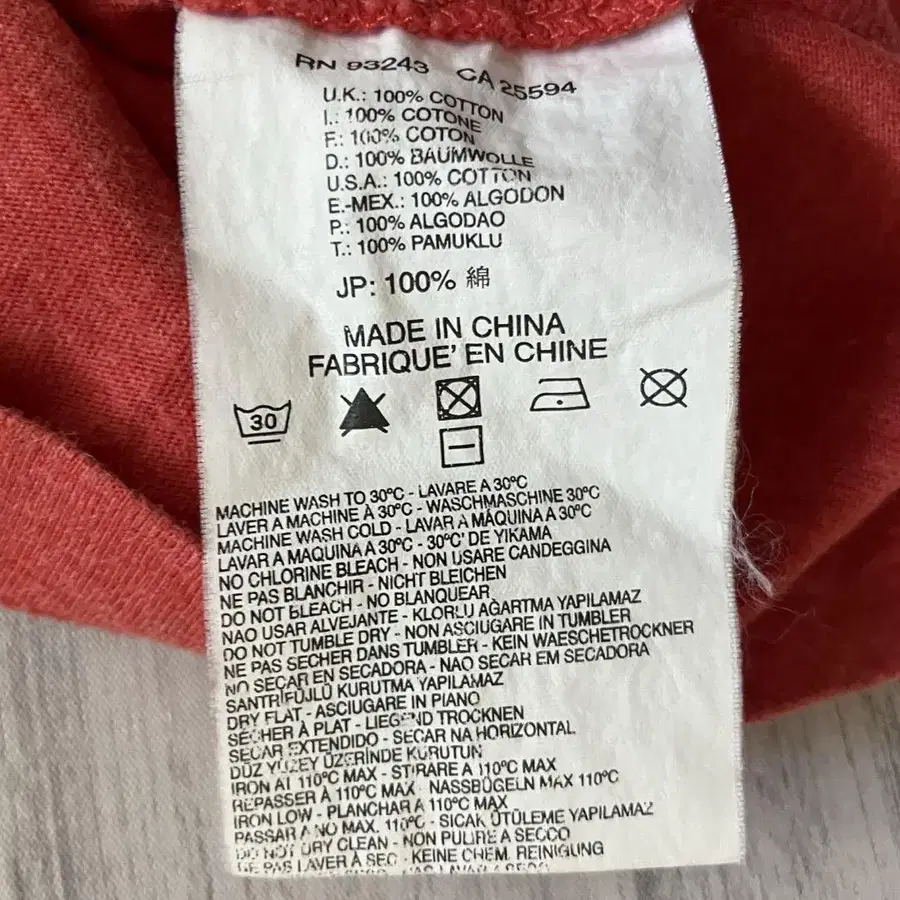 RN 93243 CA 25594
U.K.: 100% COTTON
I.: 100% COTONE
F.: 100% COTON
D.: 100% BAUMWOLLE
U.S.A.: 100% COTTON
E.-MEX.: 100% ALGODON
P.: 100% ALGODAO
T.: 100% PAMUKLU
JP: 100% 綿
MADE IN CHINA
FABRIQUE' EN CHINE
30
MACHINE WASH TO 30°C - LAVARE A 30°C
LAVER A MACHINE À 30°C - WASCHMASCHINE 30°C
MACHINE WASH COLD - LAVAR A MÁQUINA A 30°C
LAVAR A MAQUINA A 30°C - 30°C' DE YIKAMA
NO CHLORINE BLEACH - NON USARE CANDEGGINA
NE PAS BLANCHIR - NICHT BLEICHEN
DO NOT BLEACH - NO BLANQUEAR
NAO USAR ALVEJANTE - KLORLU AĞARTMA YAPILAMAZ
DO NOT TUMBLE DRY - NON ASCIUGARE IN TUMBLER
NE PAS SECHER DANS TUMBLER - KEIN WAESCHETROCKNER
NO SECAR EN SECADORA - NAO SECAR EM SECADORA
SANTRİFÜJLÜ KURUTMA YAPILAMAZ
DRY FLAT - ASCIUGARE IN PIANO
SÉCHER À PLAT - LIEGEND TROCKNEN
SECAR EXTENDIDO - SECAR NA HORIZONTAL
DÜZ YÜZEY ÜZERİNDE KURUTUN
IRON AT 110°C MAX - STIRARE A 110°C MAX
REPASSER À 110°C MAX - NASSBÜGELN MAX 110°C
IRON LOW - PLANCHAR A 110°C MAX
PASSAR A NO MAX. 110°C - SICAK ÜTÜLEME YAPILAMAZ
DO NOT DRY CLEAN - NON PULIRE A SECCO
NE PAS LAVER À SEC - KEINE CHEM. REINIGUNG